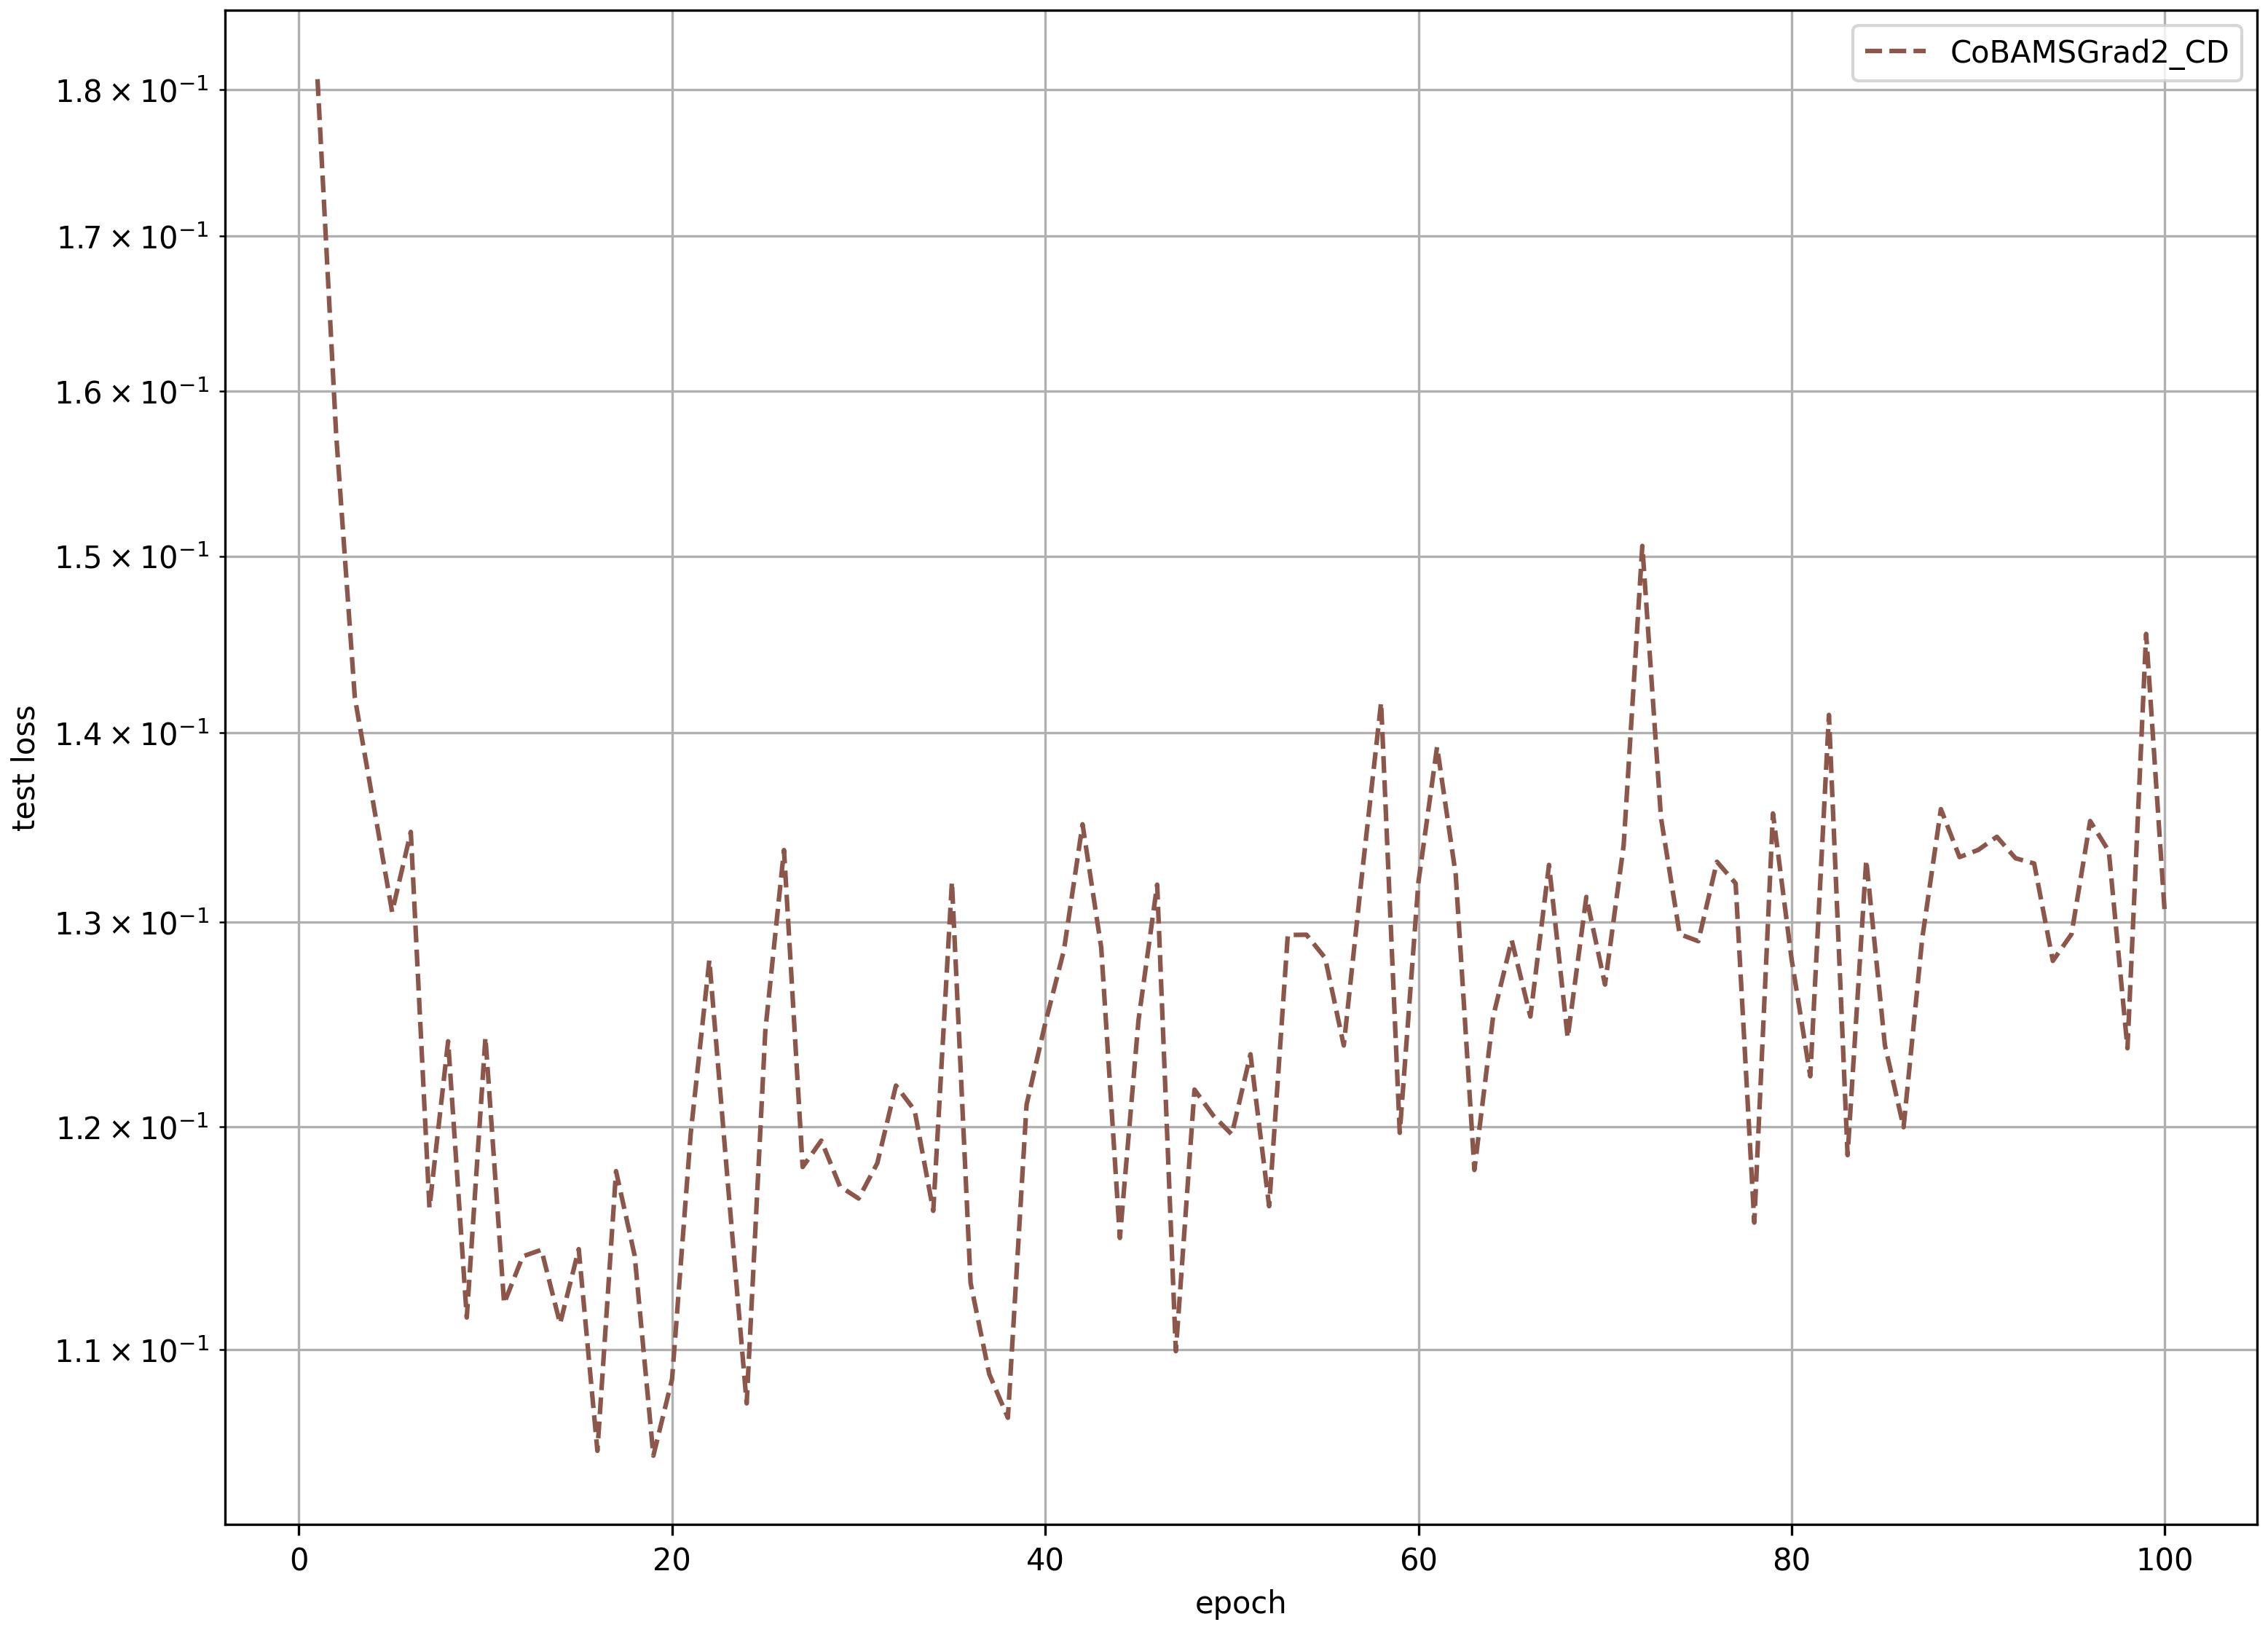 CoBAMSGrad2_CD
1.8 × 10⁻¹
1.7 × 10⁻¹
1.6 × 10⁻¹
1.5 × 10⁻¹
1.4 × 10⁻¹
1.3 × 10⁻¹
1.2 × 10⁻¹
1.1 × 10⁻¹
test loss
0 20 40 60 80 100
epoch